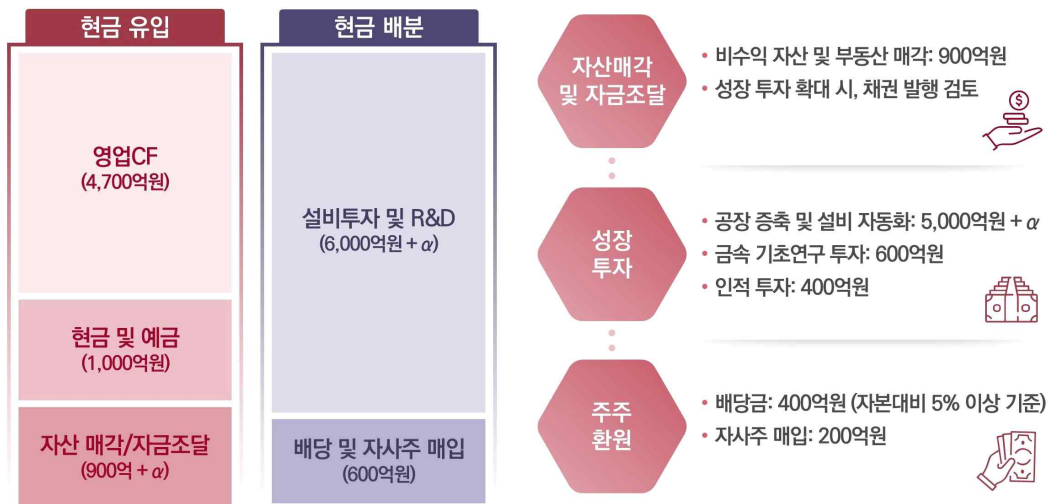 현금 유입
영업CF
(4,700억원)
현금 및 예금
(1,000억원)
자산 매각/자금조달
(900억 + α)
현금 배분
설비투자 및 R&D
(6,000억원 + α)
배당 및 자사주 매입
(600억원)
자산매각
및 자금조달
• 비수익 자산 및 부동산 매각: 900억원
• 성장 투자 확대 시, 채권 발행 검토
$
성장
투자
• 공장 증축 및 설비 자동화: 5,000억원 + α
• 금속 기초연구 투자: 600억원
• 인적 투자: 400억원
주주
환원
• 배당금: 400억원 (자본대비 5% 이상 기준)
• 자사주 매입: 200억원